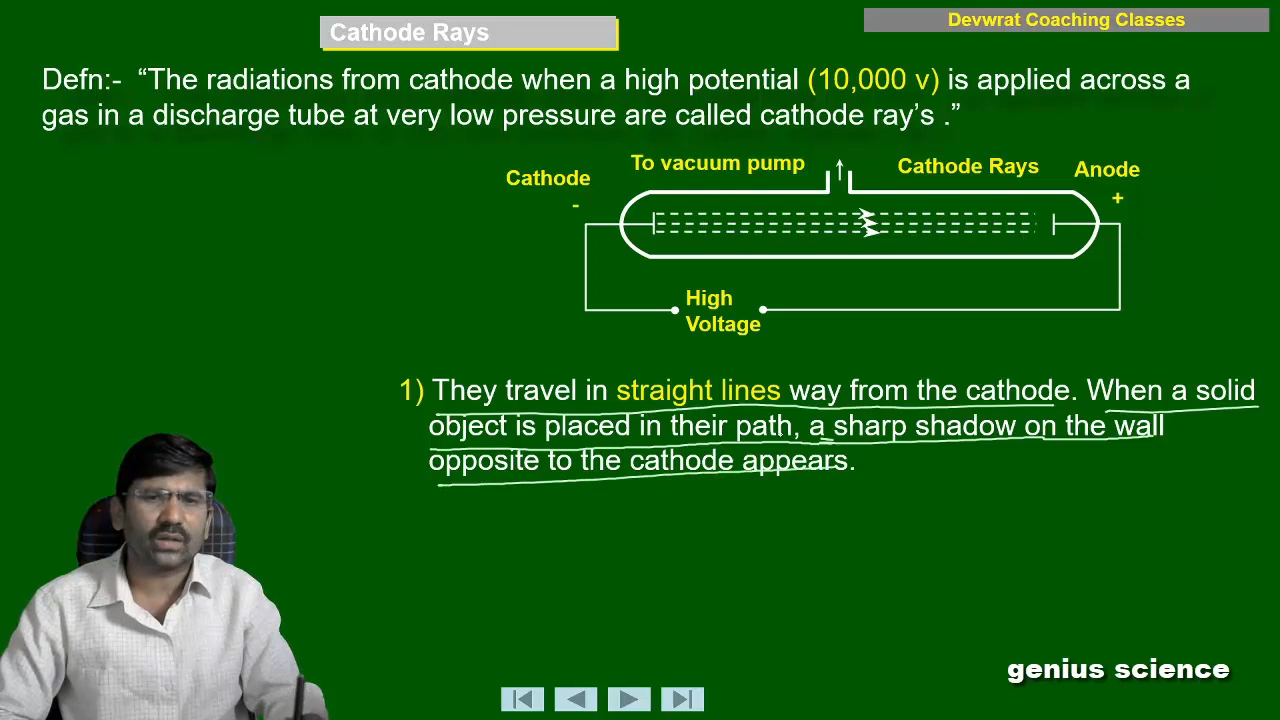 Cathode Rays
Devwrat Coaching Classes
Defn:- “The radiations from cathode when a high potential (10,000 v) is applied across a
gas in a discharge tube at very low pressure are called cathode ray’s .”
To vacuum pump
Cathode Rays
Anode
Cathode
+
-
High
Voltage
1) They travel in straight lines way from the cathode. When a solid
object is placed in their path, a sharp shadow on the wall
opposite to the cathode appears.
genius science